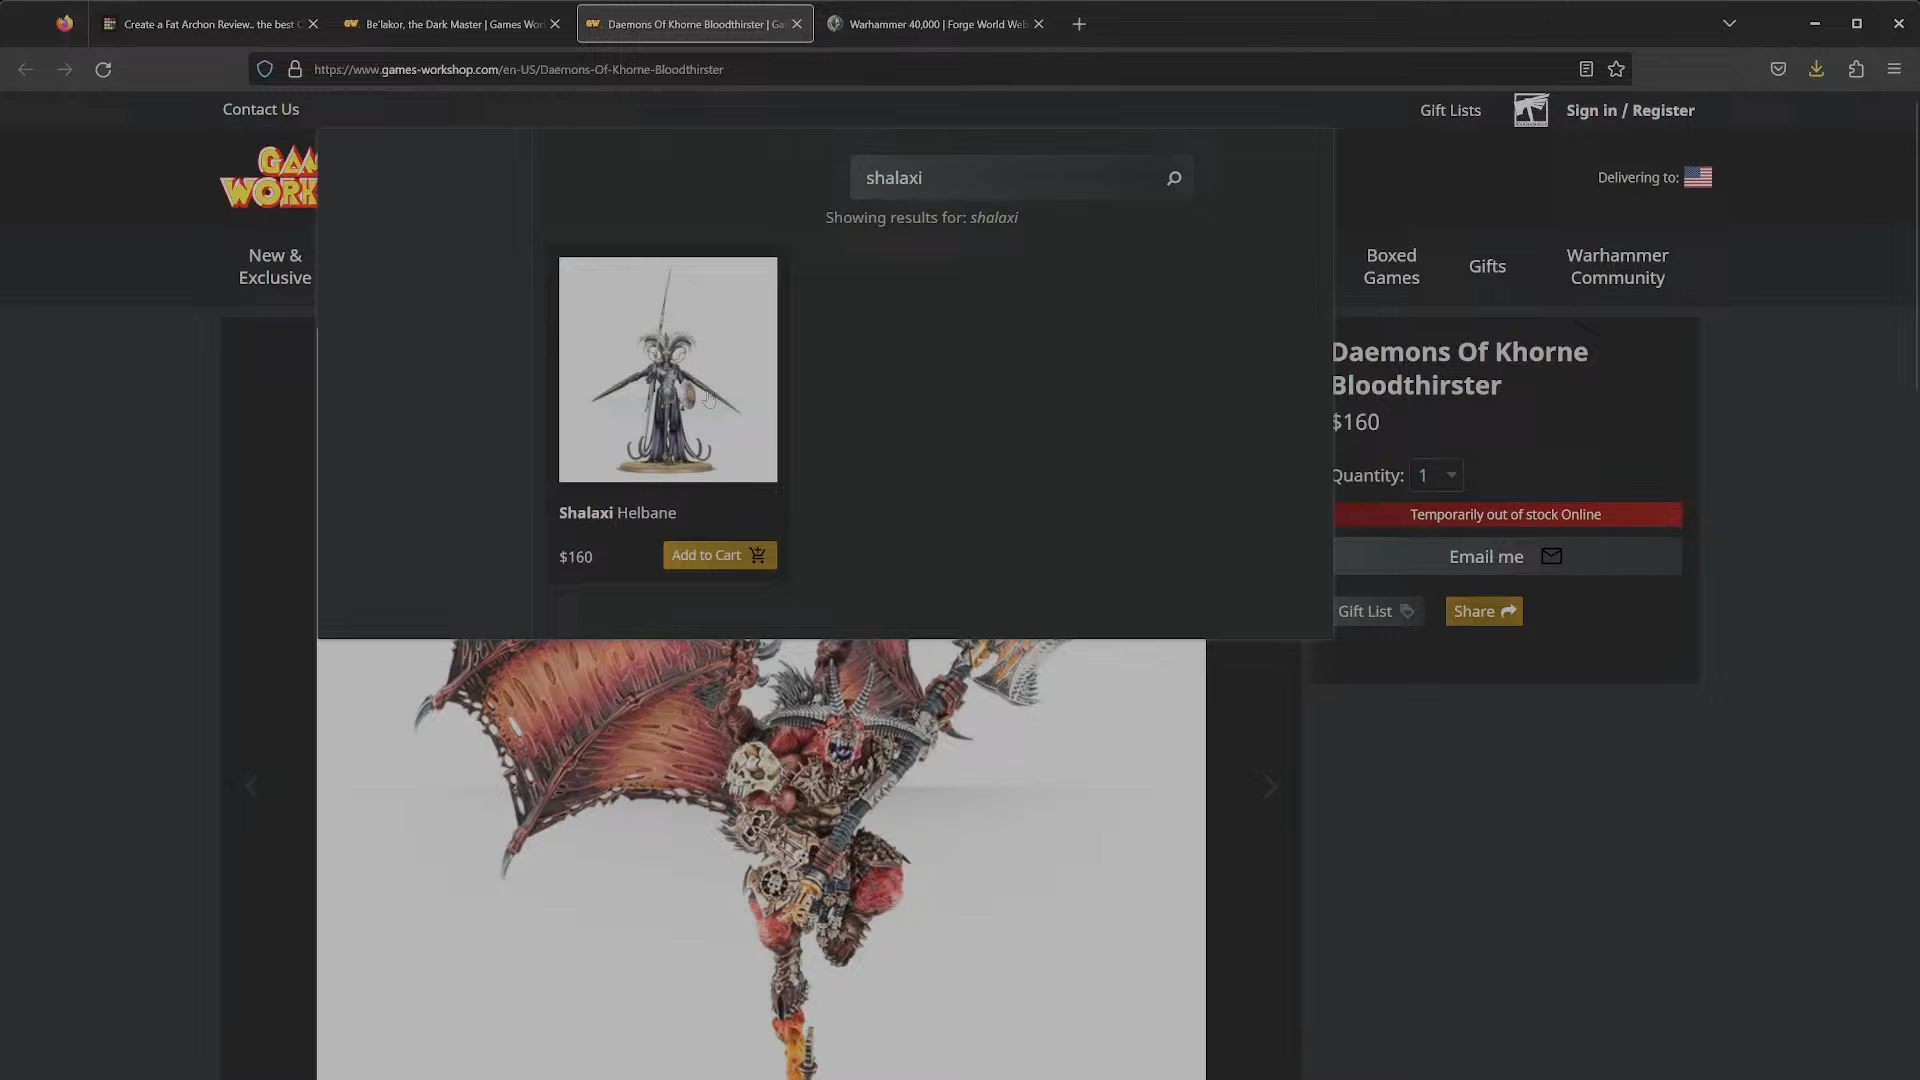 Create a Fat Archon Review.. the best C
Be'lakor, the Dark Master | Games Wor
Daemons Of Khorne Bloodthirster | Ga
Warhammer 40,000 | Forge World Web
https://www.games-workshop.com/en-US/Daemons-Of-Khorne-Bloodthirster
Contact Us
Gift Lists
Sign in / Register
GAM
WORK
shalaxi
Delivering to:
Showing results for: shalaxi
New &
Exclusive
Boxed
Games
Gifts
Warhammer
Community
Daemons Of Khorne
Bloodthirster
$160
Quantity: 1
Temporarily out of stock Online
Shalaxi Helbane
$160
Add to Cart
Email me
Gift List
Share